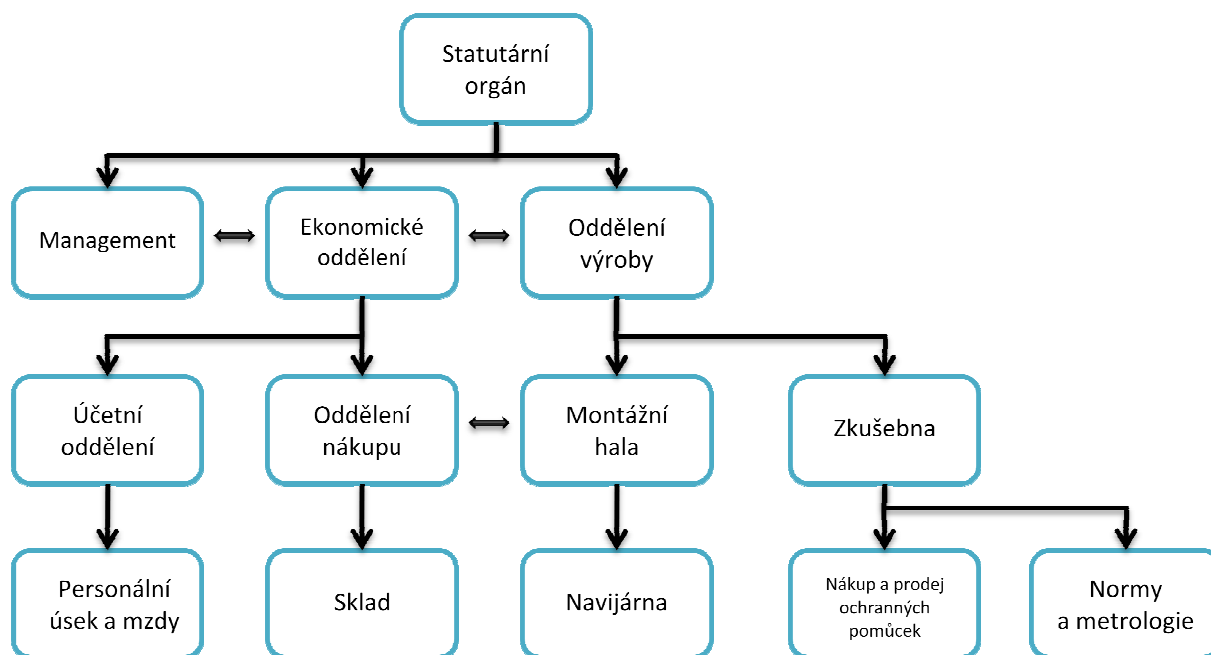 Statutární
orgán
Management
Ekonomické
oddělení
Oddělení
výroby
Účetní
oddělení
Oddělení
nákupu
Montážní
hala
Zkušebna
Personální
úsek a mzdy
Sklad
Navijárna
Nákup a prodej
ochranných
pomůcek
Normy
a metrologie